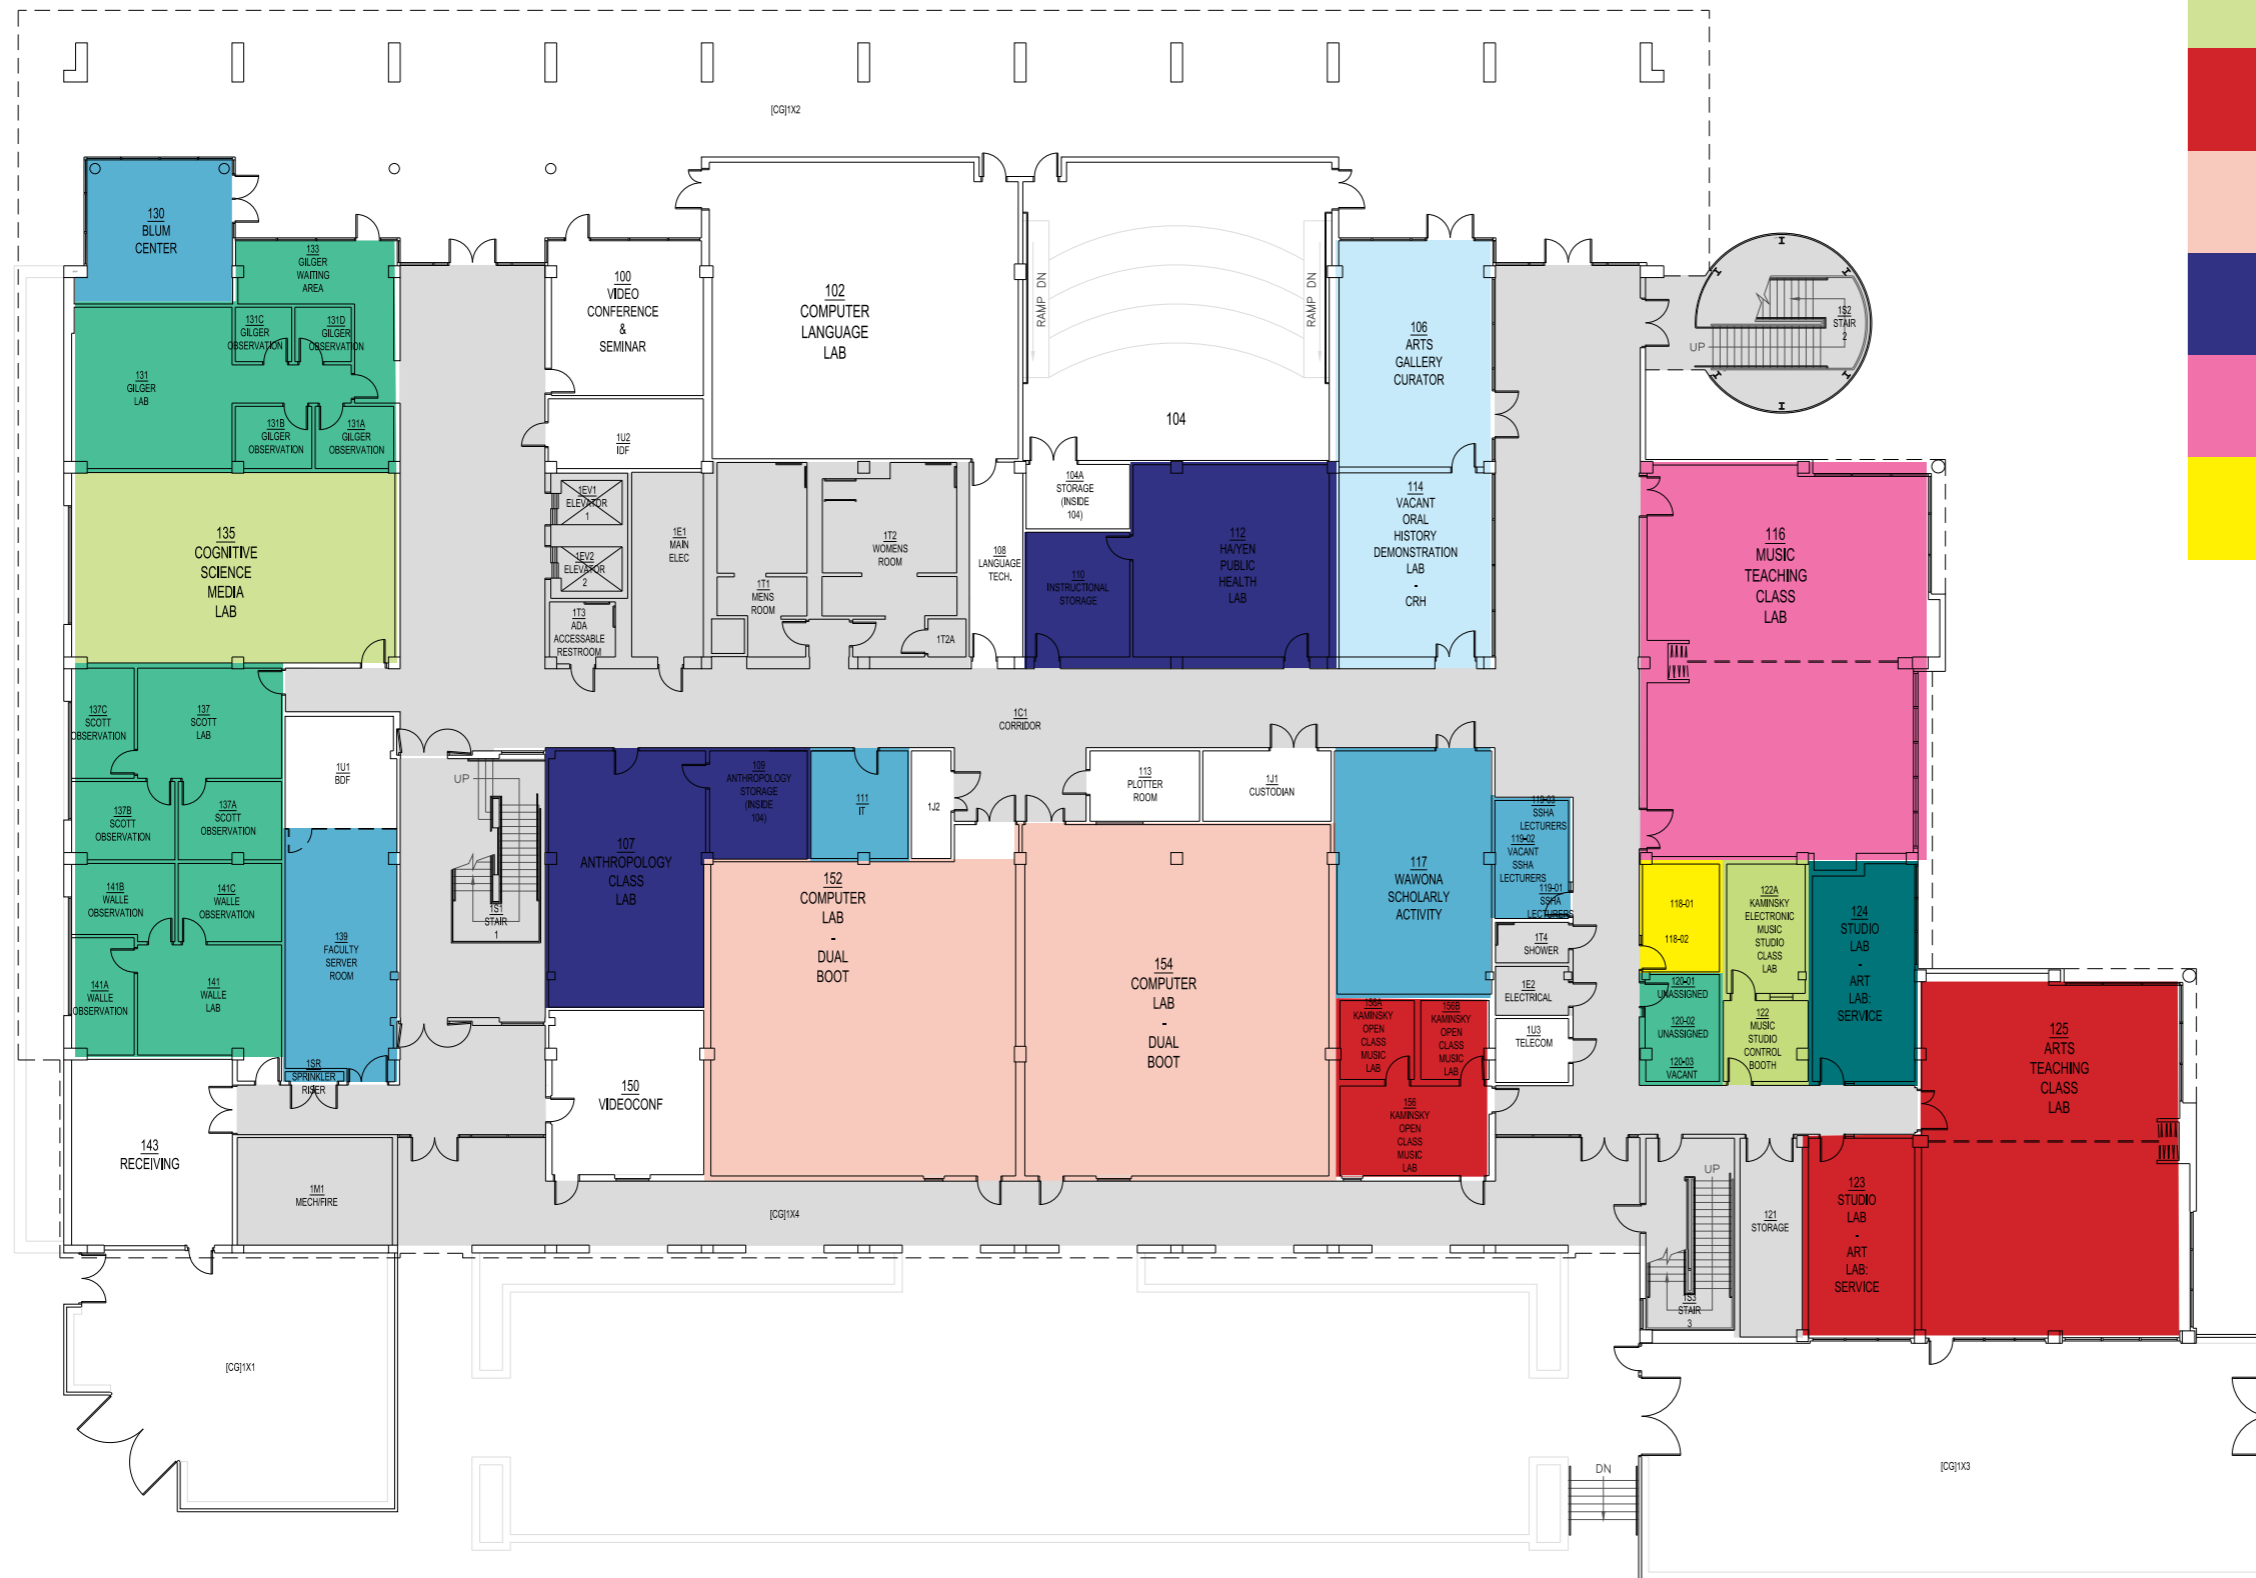 [CG]1X2
130
BLUM
CENTER
133
GILGER
WAITING
AREA
100
VIDEO
CONFERENCE
&
SEMINAR
102
COMPUTER
LANGUAGE
LAB
RAMP DN
RAMP DN
104
106
ARTS
GALLERY
CURATOR
1S2
STAIR
2
UP
131C
GILGER
OBSERVATION
131D
GILGER
OBSERVATION
131
GILGER
LAB
131B
GILGER
OBSERVATION
131A
GILGER
OBSERVATION
1U2
IDF
135
COGNITIVE
SCIENCE
MEDIA
LAB
1EV1
ELEVATOR
1
1EV2
ELEVATOR
2
1T3
ADA
ACCESSABLE
RESTROOM
1E1
MAIN
ELEC
1T1
MENS
ROOM
1T2
WOMENS
ROOM
1T2A
108
LANGUAGE
TECH.
104A
STORAGE
(INSIDE
104)
110
INSTRUCTIONAL
STORAGE
112
HA/YEN
PUBLIC
HEALTH
LAB
114
VACANT
ORAL
HISTORY
DEMONSTRATION
LAB
-
CRH
116
MUSIC
TEACHING
CLASS
LAB
137C
SCOTT
OBSERVATION
137
SCOTT
LAB
1C1
CORRIDOR
1U1
BDF
UP
137B
SCOTT
OBSERVATION
137A
SCOTT
OBSERVATION
109
ANTHROPOLOGY
STORAGE
(INSIDE
104)
111
IT
1J2
113
PLOTTER
ROOM
1J1
CUSTODIAN
119-03
SSHA
LECTURERS
119-02
VACANT
SSHA
LECTURERS
119-01
SSHA
LECTURERS
107
ANTHROPOLOGY
CLASS
LAB
152
COMPUTER
LAB
-
DUAL
BOOT
154
COMPUTER
LAB
-
DUAL
BOOT
117
WAWONA
SCHOLARLY
ACTIVITY
141B
WALLE
OBSERVATION
141C
WALLE
OBSERVATION
1S1
STAIR
1
118-01
118-02
122A
KAMINSKY
ELECTRONIC
MUSIC
STUDIO
CLASS
LAB
124
STUDIO
LAB
-
ART
LAB:
SERVICE
139
FACULTY
SERVER
ROOM
1T4
SHOWER
1E2
ELECTRICAL
1U3
TELECOM
141A
WALLE
OBSERVATION
141
WALLE
LAB
120-01
UNASSIGNED
120-02
UNASSIGNED
120-03
VACANT
122
MUSIC
STUDIO
CONTROL
BOOTH
125
ARTS
TEACHING
CLASS
LAB
156A
KAMINSKY
OPEN
CLASS
MUSIC
LAB
156B
KAMINSKY
OPEN
CLASS
MUSIC
LAB
1SR
SPRINKLER
RISER
150
VIDEOCONF
156
KAMINSKY
OPEN
CLASS
MUSIC
LAB
143
RECEIVING
1M1
MECH/FIRE
[CG]1X4
UP
121
STORAGE
123
STUDIO
LAB
-
ART
LAB:
SERVICE
1S3
STAIR
3
[CG]1X1
DN
[CG]1X3